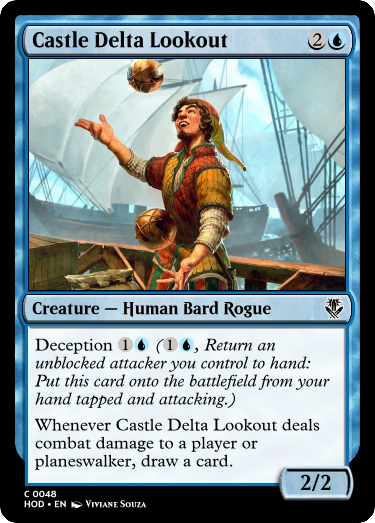 Castle Delta Lookout 2
Creature — Human Bard Rogue
Deception 1 (1, Return an
unblocked attacker you control to hand:
Put this card onto the battlefield from your
hand tapped and attacking.)
Whenever Castle Delta Lookout deals
combat damage to a player or
planeswalker, draw a card.
2/2
C 0048
HOD • EN Viviane Souza